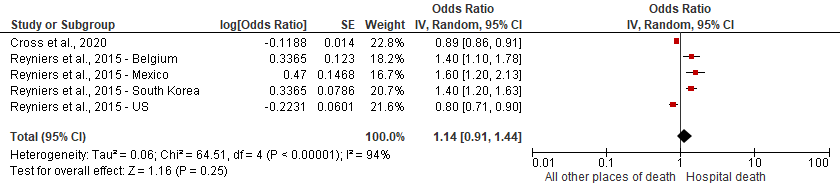 Odds Ratio Odds Ratio
Study or Subgroup log[Odds Ratio] SE Weight IV, Random, 95% CI IV, Random, 95% CI
Cross et al., 2020 -0.1188 0.014 22.8% 0.89 [0.86, 0.91]
Reyniers et al., 2015 - Belgium 0.3365 0.123 18.2% 1.40 [1.10, 1.78]
Reyniers et al., 2015 - Mexico 0.47 0.1468 16.7% 1.60 [1.20, 2.13]
Reyniers et al., 2015 - South Korea 0.3365 0.0786 20.7% 1.40 [1.20, 1.63]
Reyniers et al., 2015 - US -0.2231 0.0601 21.6% 0.80 [0.71, 0.90]
Total (95% CI) 100.0% 1.14 [0.91, 1.44]
Heterogeneity: Tau² = 0.06; Chi² = 64.51, df = 4 (P < 0.00001); I² = 94%
Test for overall effect: Z = 1.16 (P = 0.25)
0.01 0.1 1 10 100
All other places of death Hospital death